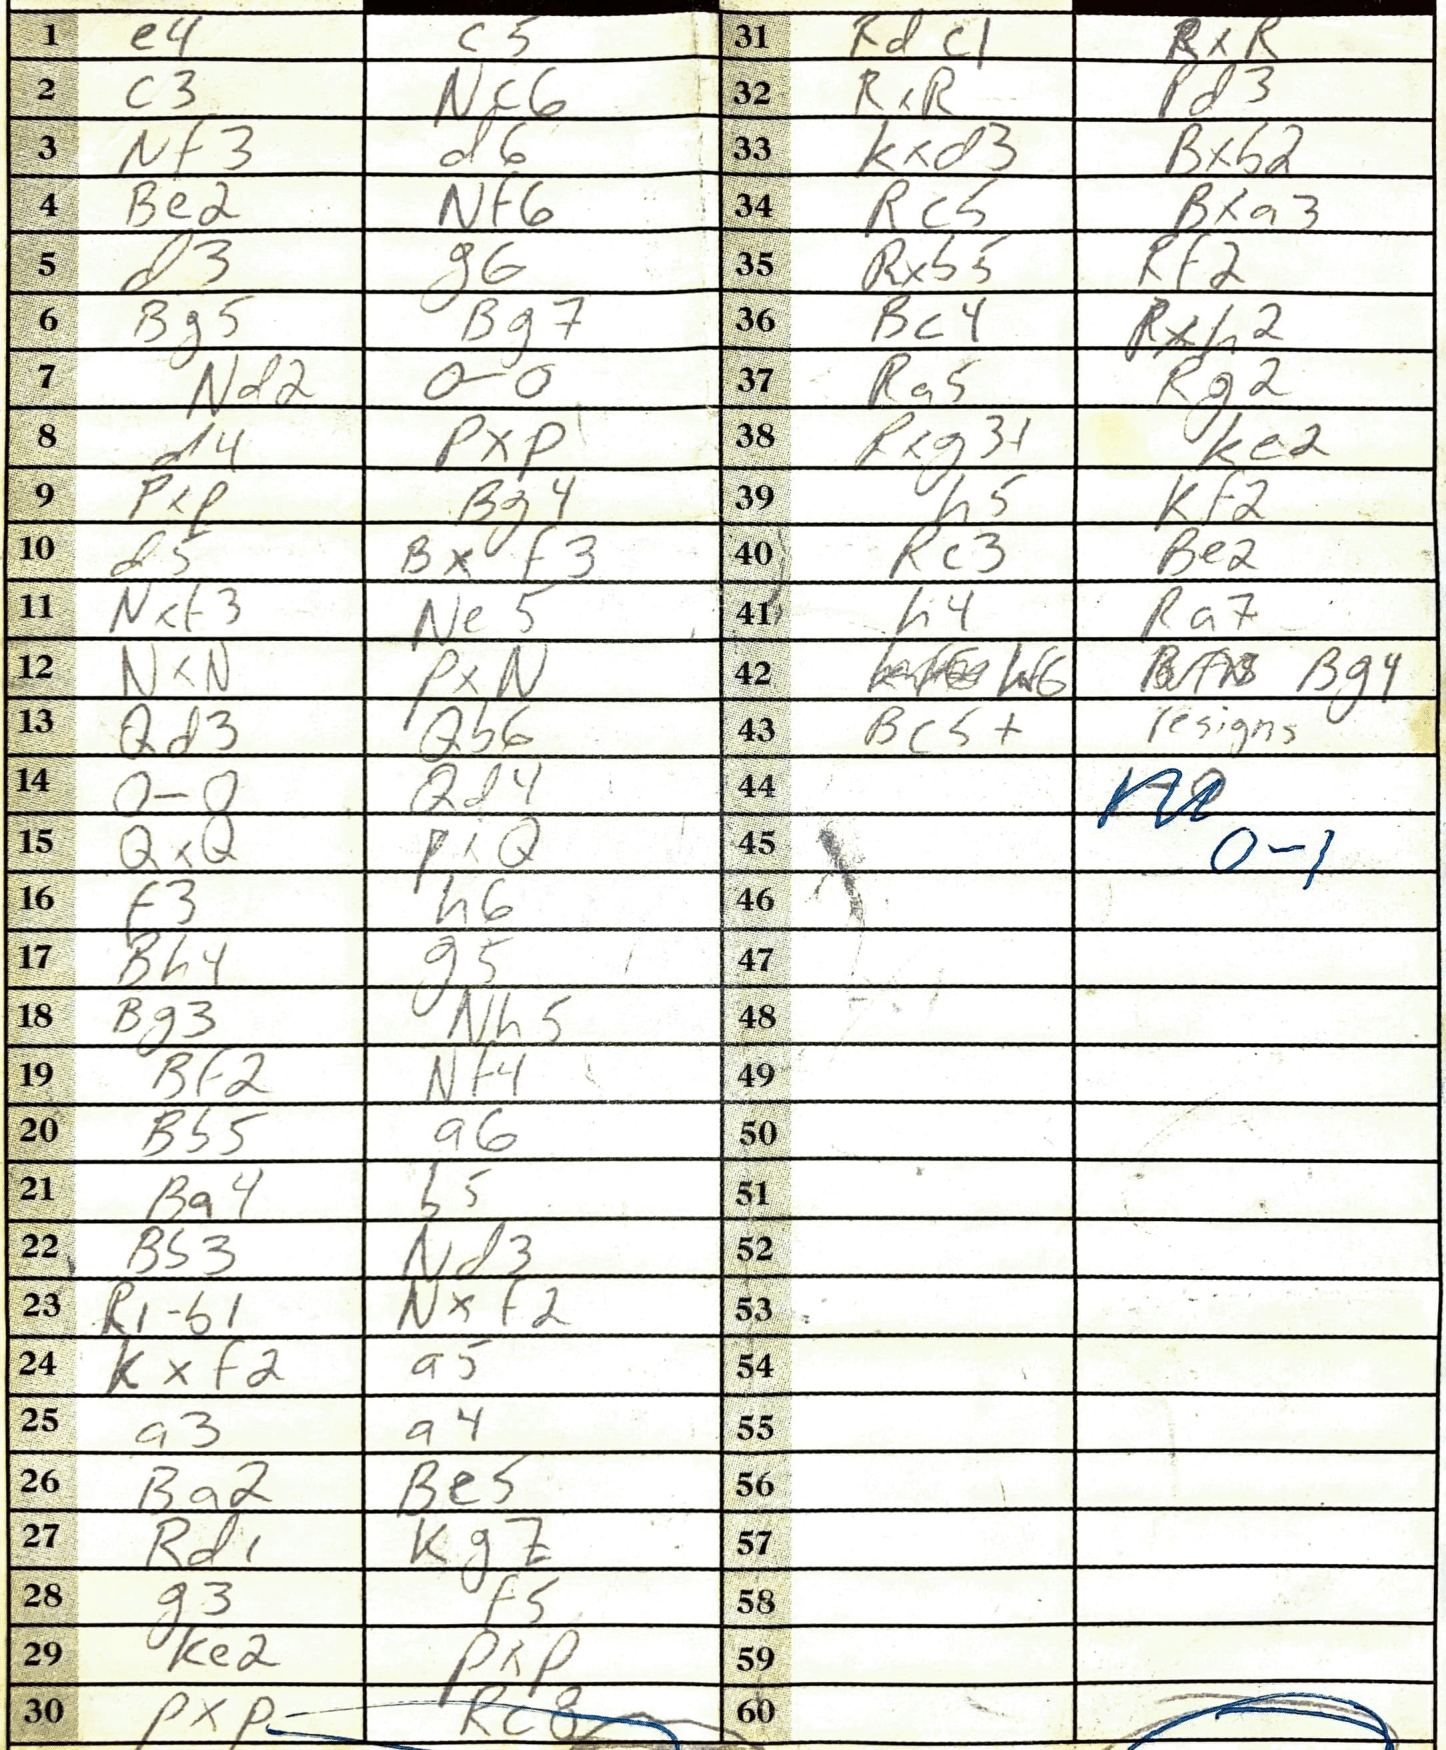 1 e4 c5
2 c3 Nc6
3 Nf3 d6
4 Be2 Nf6
5 d3 g6
6 Bg5 Bg7
7 Nd2 0-0
8 d4 PxP
9 PxP Bg4
10 d5 Bx f3
11 Nxf3 Ne5
12 NxN PxN
13 Qd3 Qb6
14 0-0 Qd4
15 QxQ PxQ
16 f3 h6
17 Bh4 g5
18 Bg3 Nh5
19 Bf2 Nf4
20 Bb5 a6
21 Ba4 b5
22 Bb3 Nd3
23 R1-b1 Nxf2
24 Kxf2 a5
25 a3 a4
26 Ba2 Be5
27 Rd1 Kg7
28 g3 f5
29 Ke2 PxP
30 PxP Rc8
31 Rd c1 RxR
32 RxR Pd3
33 Kxd3 Bxb2
34 Rc5 Bxa3
35 Rxb5 Rf2
36 Bc4 Rxh2
37 Ra5 Rg2
38 Rxg3+ Ke2
39 h5 Kf2
40 Rc3 Be2
41 h4 Ra7
42 h6 Bg4
43 Bc5+ resigns
44
45 0-1
46
47
48
49
50
51
52
53
54
55
56
57
58
59
60